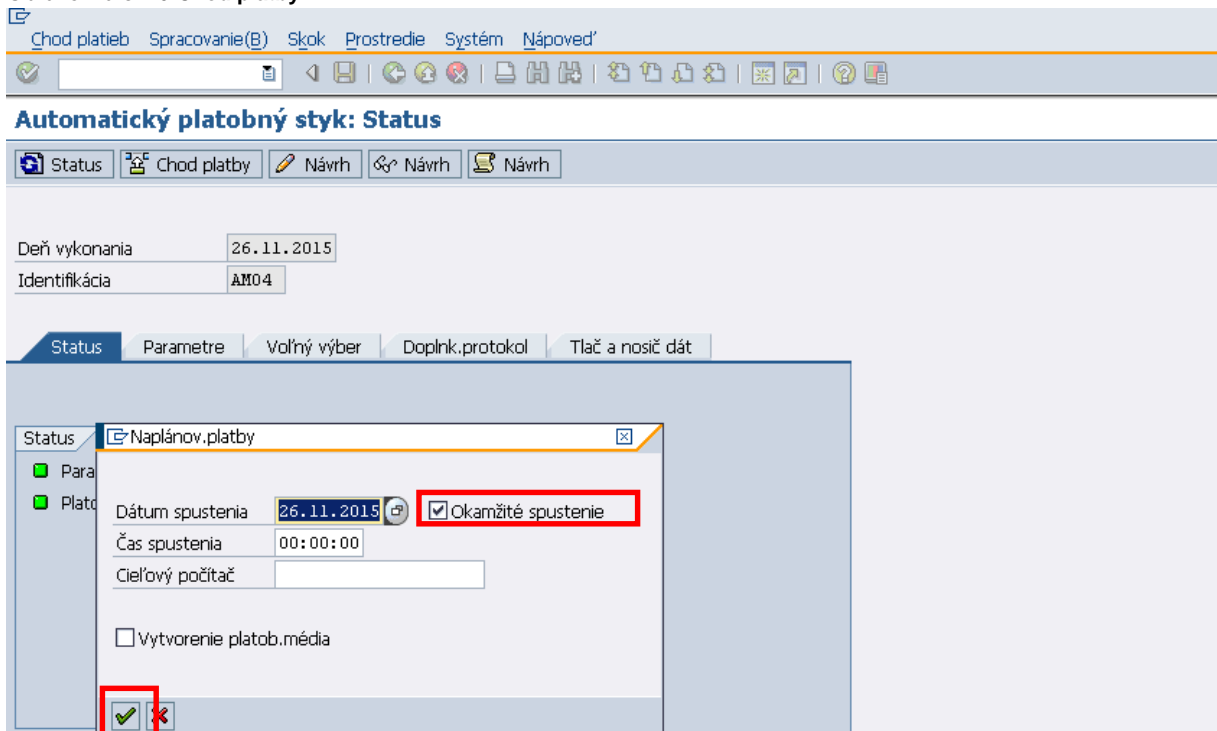 Chod platieb Spracovanie(B) Skok Prostredie Systém Nápoveď
Automatický platobný styk: Status
Status Chod platby Návrh Návrh Návrh
Deň vykonania 26.11.2015
Identifikácia AM04
Status Parametre Voľný výber Doplnk.protokol Tlač a nosič dát
Status Naplánov.platby
Para
Plato
Dátum spustenia 26.11.2015 Okamžité spustenie
Čas spustenia 00:00:00
Cieľový počítač
Vytvorenie platob.média